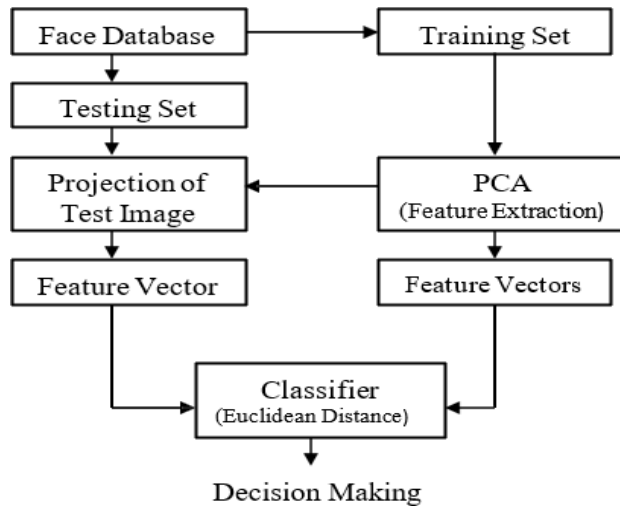 Face Database
Training Set
Testing Set
Projection of
Test Image
PCA
(Feature Extraction)
Feature Vector
Feature Vectors
Classifier
(Euclidean Distance)
Decision Making